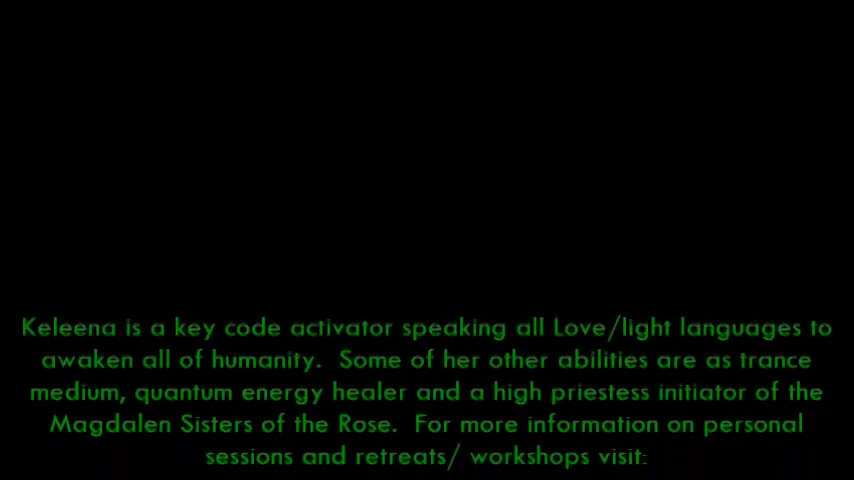 Keleena is a key code activator speaking all Love/light languages to
awaken all of humanity.  Some of her other abilities are as trance
medium, quantum energy healer and a high priestess initiator of the
Magdalen Sisters of the Rose.  For more information on personal
sessions and retreats/ workshops visit: